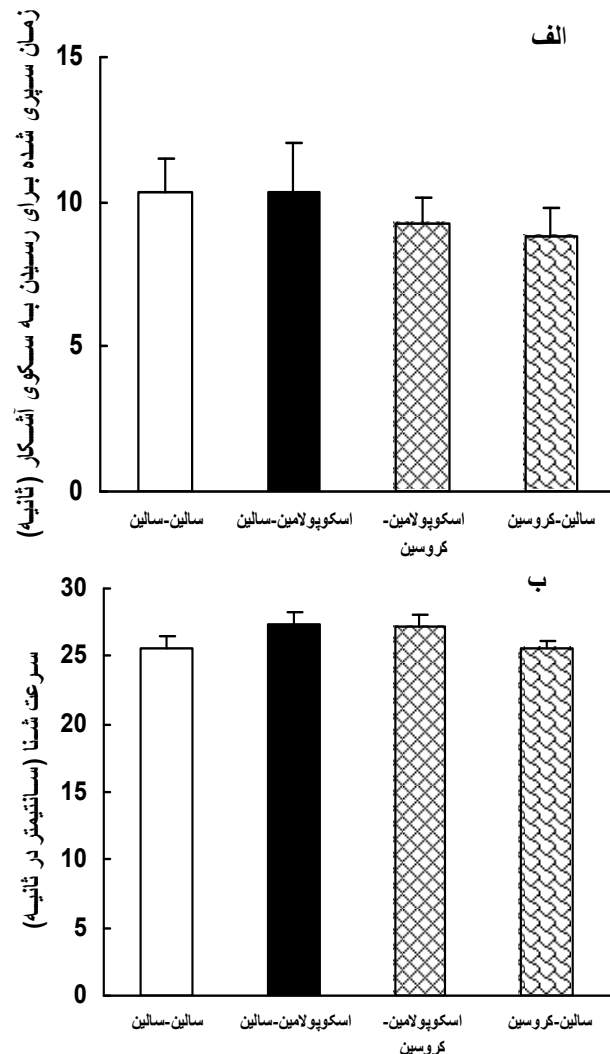 الف
زمان سپری شده برای رسیدن به سکوی آشکار (ثانیه)
15
10
5
0
سالین-سالین
اسکوپولامین-سالین
اسکوپولامین-
کروسین
سالین-کروسین
ب
سرعت شنا (سانتیمتر در ثانیه)
30
25
20
15
10
5
0
سالین-سالین
اسکوپولامین-سالین
اسکوپولامین-
کروسین
سالین-کروسین